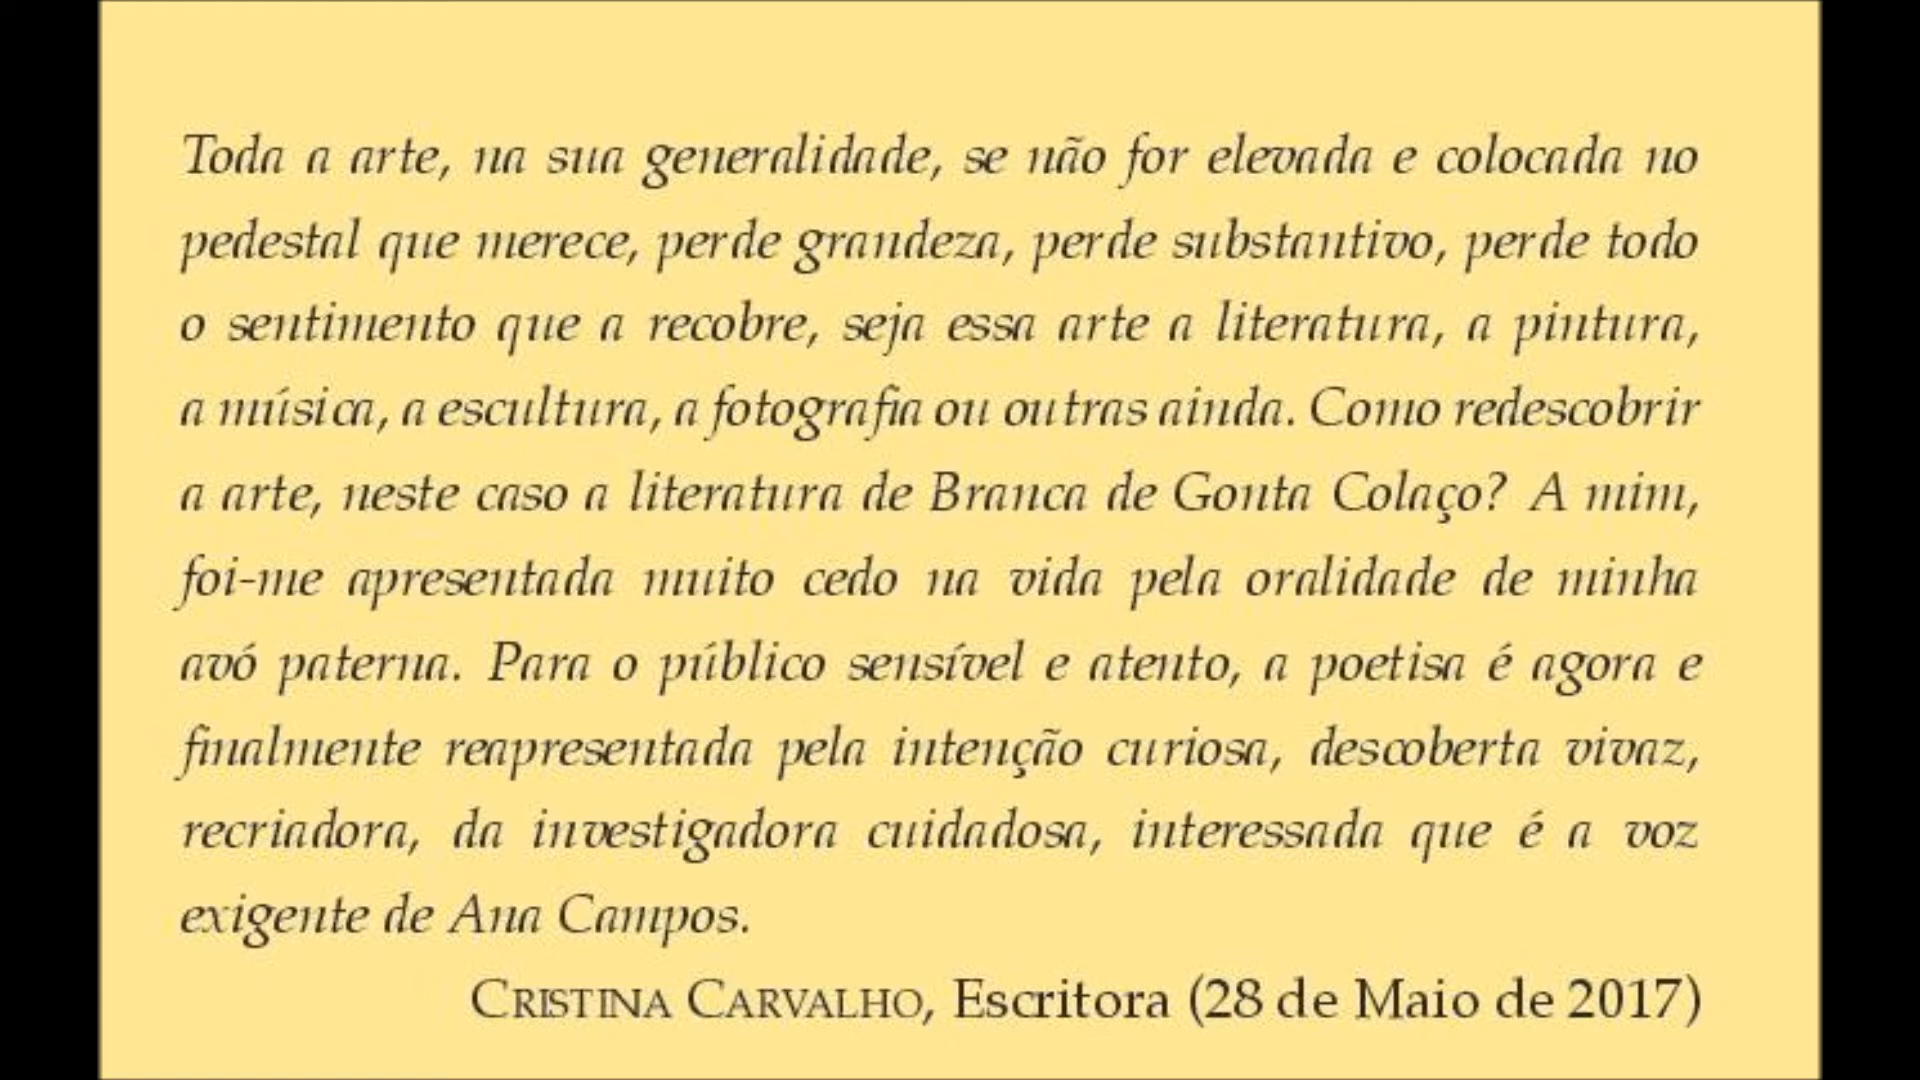 Toda a arte, na sua generalidade, se não for elevada e colocada no
pedestal que merece, perde grandeza, perde substantivo, perde todo
o sentimento que a recobre, seja essa arte a literatura, a pintura,
a música, a escultura, a fotografia ou outras ainda. Como redescobrir
a arte, neste caso a literatura de Branca de Gonta Colaço? A mim,
foi-me apresentada muito cedo na vida pela oralidade de minha
avó paterna. Para o público sensível e atento, a poetisa é agora e
finalmente reapresentada pela intenção curiosa, descoberta vivaz,
recriadora, da investigadora cuidadosa, interessada que é a voz
exigente de Ana Campos.
CRISTINA CARVALHO, Escritora (28 de Maio de 2017)